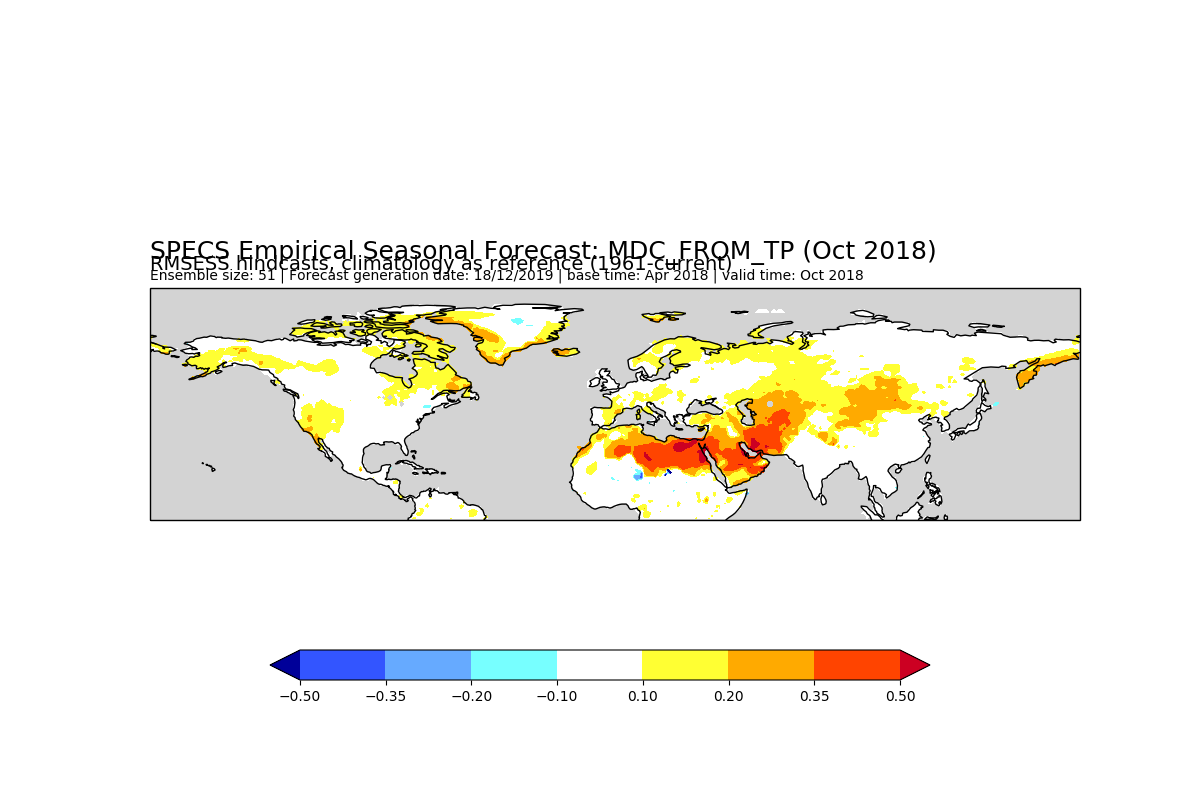 SPECS Empirical Seasonal Forecast: MDC_FROM_TP (Oct 2018)
RMSESS hindcasts, climatology as reference (1961-current)
Ensemble size: 51 | Forecast generation date: 18/12/2019 | base time: Apr 2018 | valid time: Oct 2018
−0.50 −0.35 −0.20 −0.10 0.10 0.20 0.35 0.50